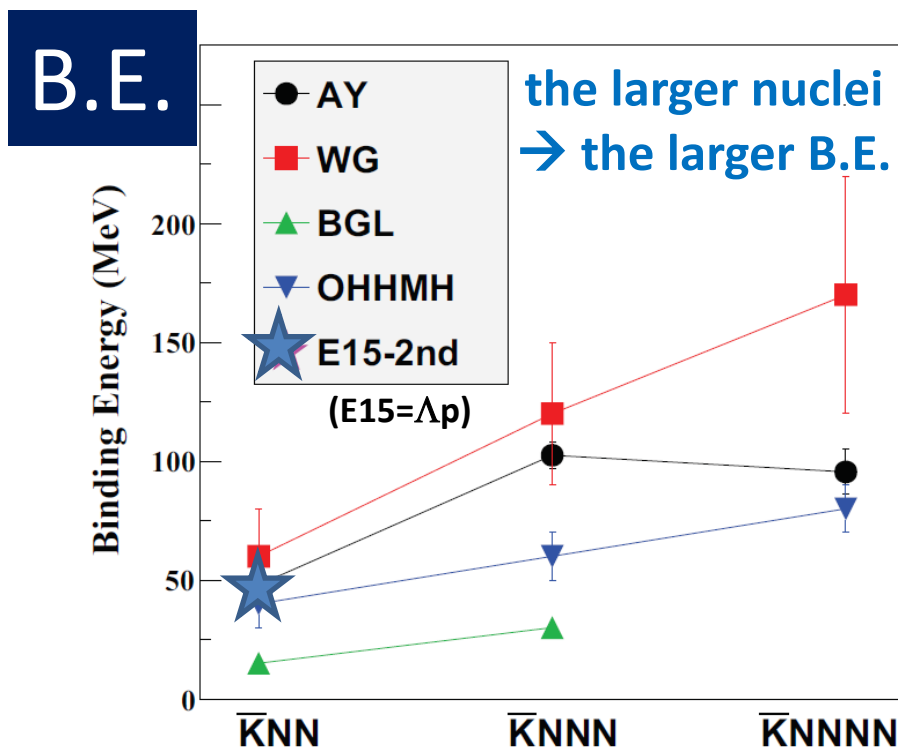 B.E.
the larger nuclei
→ the larger B.E.
AY
WG
BGL
OHHMH
E15-2nd
(E15=Λp)
Binding Energy (MeV)
200
150
100
50
0
K̅NN
K̅NNN
K̅NNNN